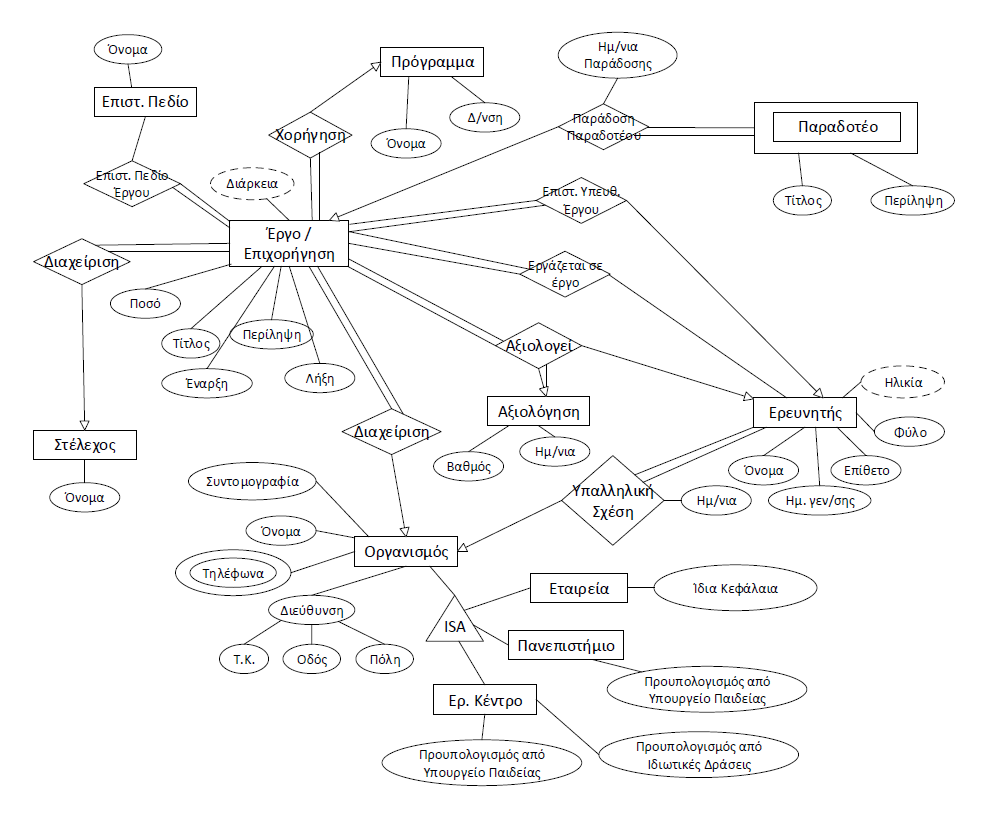 Όνομα
Επιστ. Πεδίο
Επιστ. Πεδίο
Έργου
Πρόγραμμα
Χορήγηση
Δ/νση
Όνομα
Ημ/νια
Παράδοσης
Παράδοση
Παραδοτέου
Παραδοτέο
Τίτλος
Περίληψη
Διάρκεια
Επιστ. Υπευθ.
Έργου
Έργο /
Επιχορήγηση
Διαχείριση
Εργάζεται σε
έργο
Ποσό
Τίτλος
Περίληψη
Έναρξη
Λήξη
Αξιολογεί
Αξιολόγηση
Βαθμός
Ημ/νια
Ερευνητής
Ηλικία
Φύλο
Επίθετο
Όνομα
Ημ. γεν/σης
Στέλεχος
Όνομα
Διαχείριση
Υπαλληλική
Σχέση
Ημ/νια
Συντομογραφία
Όνομα
Οργανισμός
Τηλέφωνα
Διεύθυνση
Τ.Κ.
Οδός
Πόλη
ISA
Εταιρεία
Ίδια Κεφάλαια
Πανεπιστήμιο
Προυπολογισμός από
Υπουργείο Παιδείας
Ερ. Κέντρο
Προυπολογισμός από
Υπουργείο Παιδείας
Προυπολογισμός από
Ιδιωτικές Δράσεις